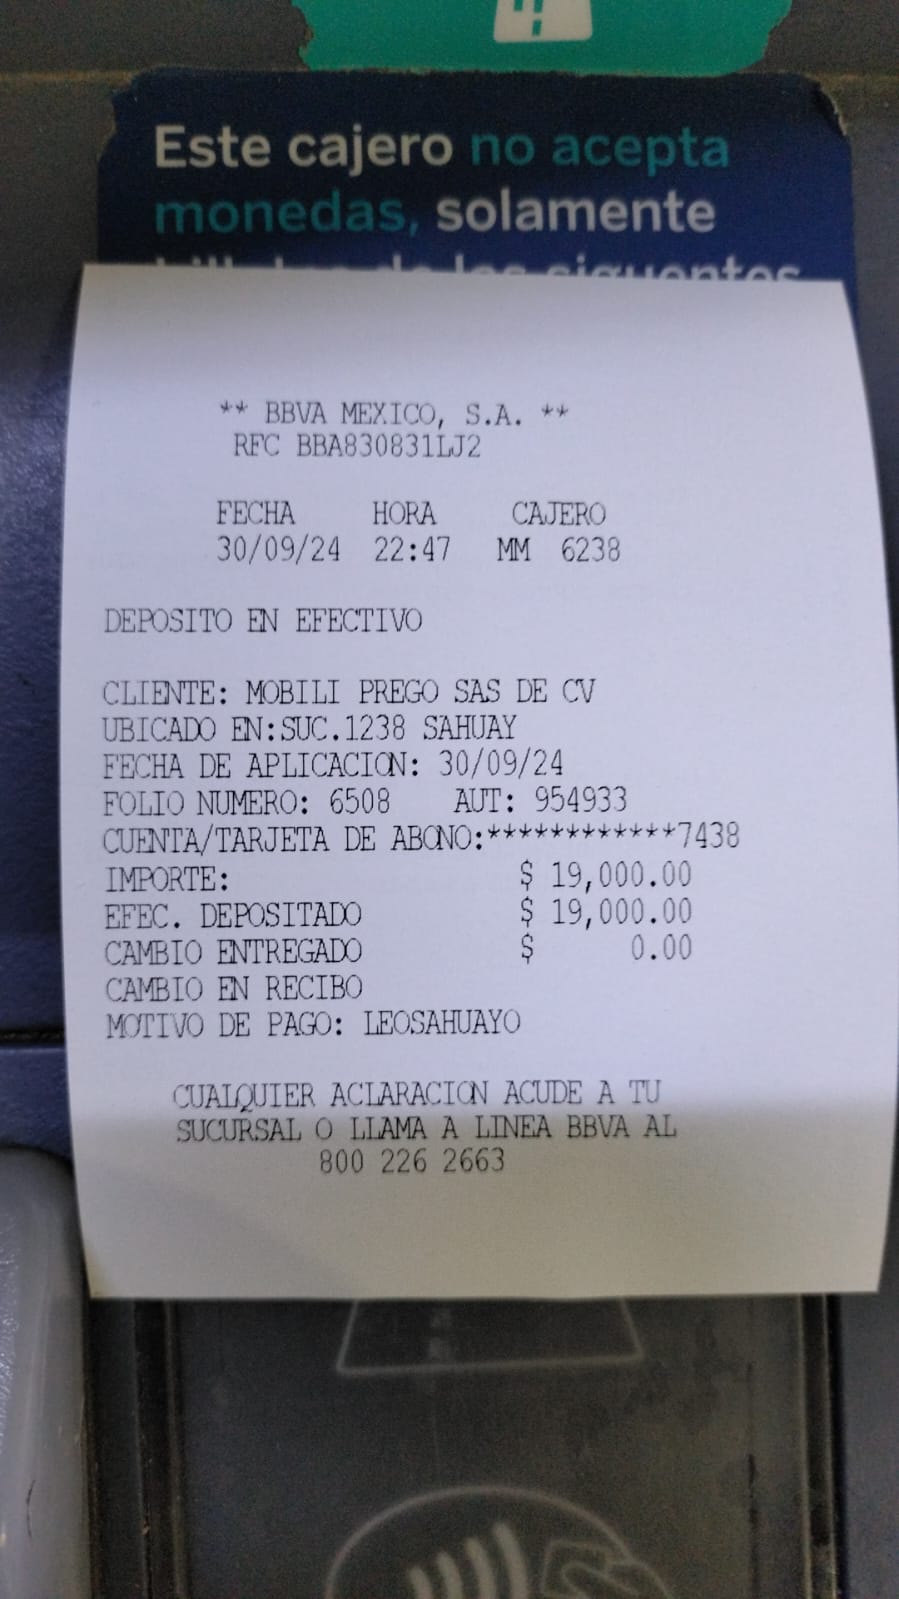 Este cajero no acepta
monedas, solamente
billetes de los siguentes
** BBVA MEXICO, S.A. **
RFC BBA830831LJ2
FECHA HORA CAJERO
30/09/24 22:47 MM 6238
DEPOSITO EN EFECTIVO
CLIENTE: MOBILI PREGO SAS DE CV
UBICADO EN:SUC.1238 SAHUAY
FECHA DE APLICACION: 30/09/24
FOLIO NUMERO: 6508 AUT: 954933
CUENTA/TARJETA DE ABONO:************7438
IMPORTE: $ 19,000.00
EFEC. DEPOSITADO $ 19,000.00
CAMBIO ENTREGADO $ 0.00
CAMBIO EN RECIBO
MOTIVO DE PAGO: LEOSAHUAYO
CUALQUIER ACLARACION ACUDE A TU
SUCURSAL O LLAMA A LINEA BBVA AL
800 226 2663